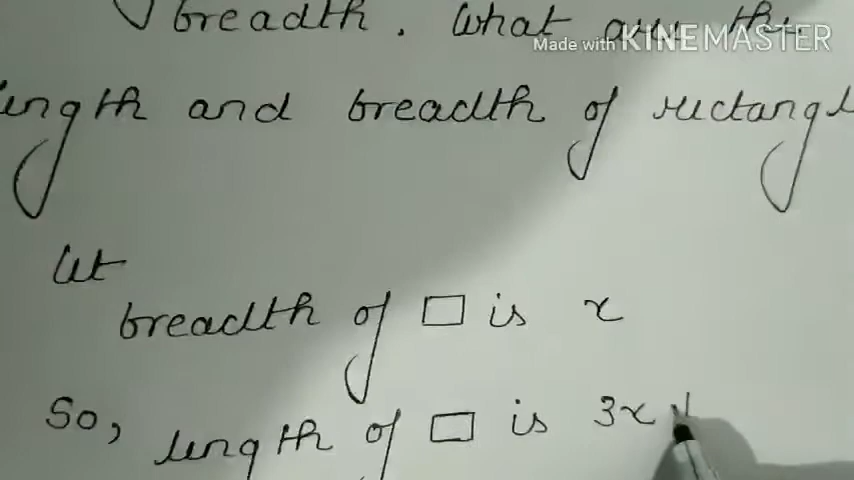 breadth. What are the
Made with KINEMASTER
length and breadth of rectangl
Let
breadth of □ is x
So, length of □ is 3x +